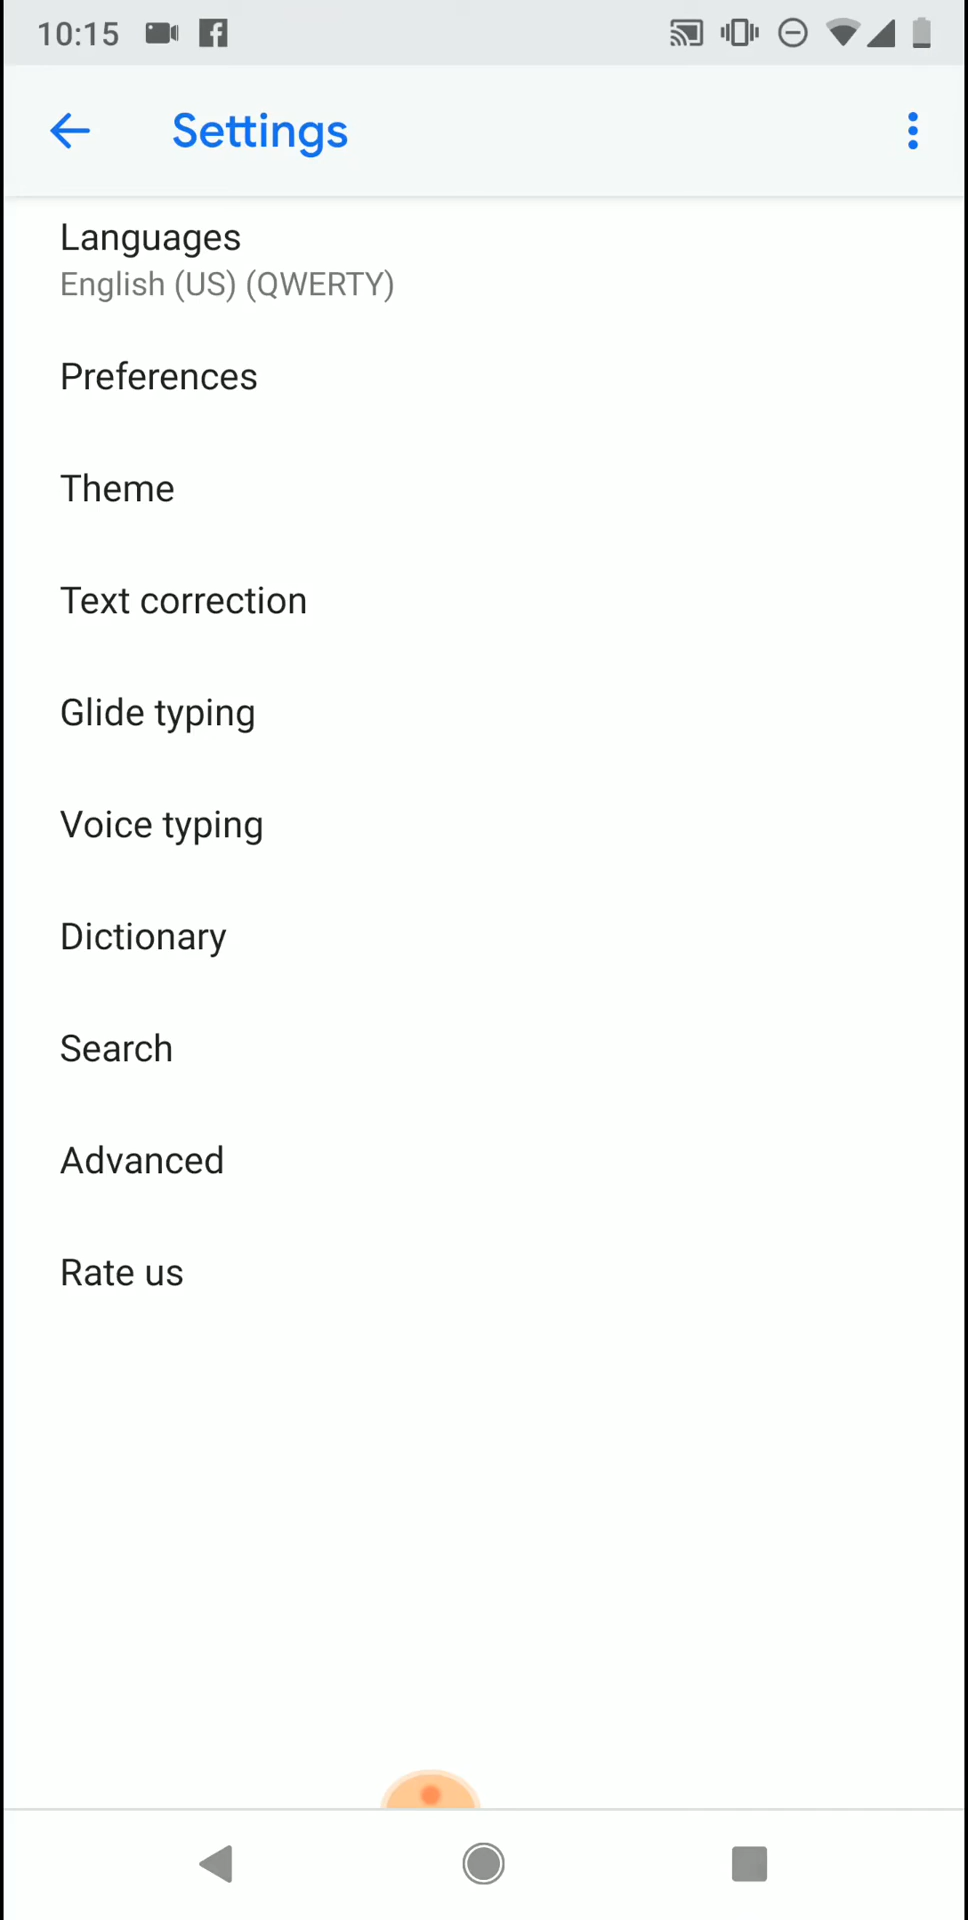 10:15
Settings
Languages
English (US) (QWERTY)
Preferences
Theme
Text correction
Glide typing
Voice typing
Dictionary
Search
Advanced
Rate us